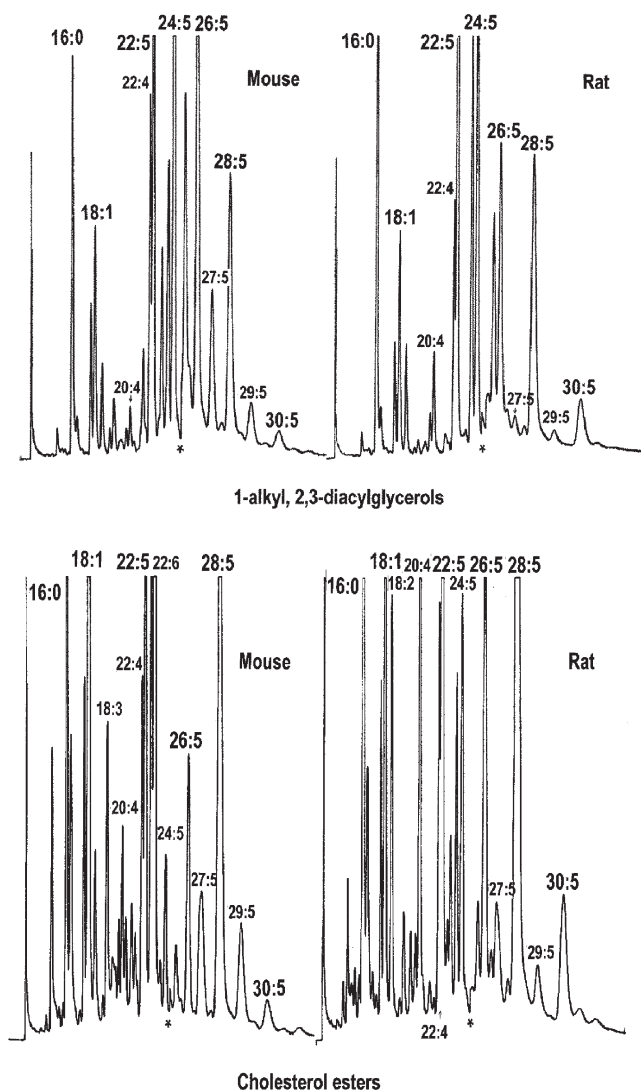 24:5 26:5
16:0 22:5 22:5 24:5
22:4 16:0
Mouse Rat
28:5 26:5 28:5
22:4
18:1 18:1
27:5
20:4 20:4
27:5
29:5 30:5 29:5 30:5
* *
1-alkyl, 2,3-diacylglycerols
18:1 22:5 22:6 28:5 18:1 20:4 22:5 26:5 28:5
16:0 16:0 18:2 24:5
22:4 Mouse Rat
18:3
26:5
20:4
24:5
27:5 27:5 30:5
29:5 29:5
30:5
* *
22:4
Cholesterol esters